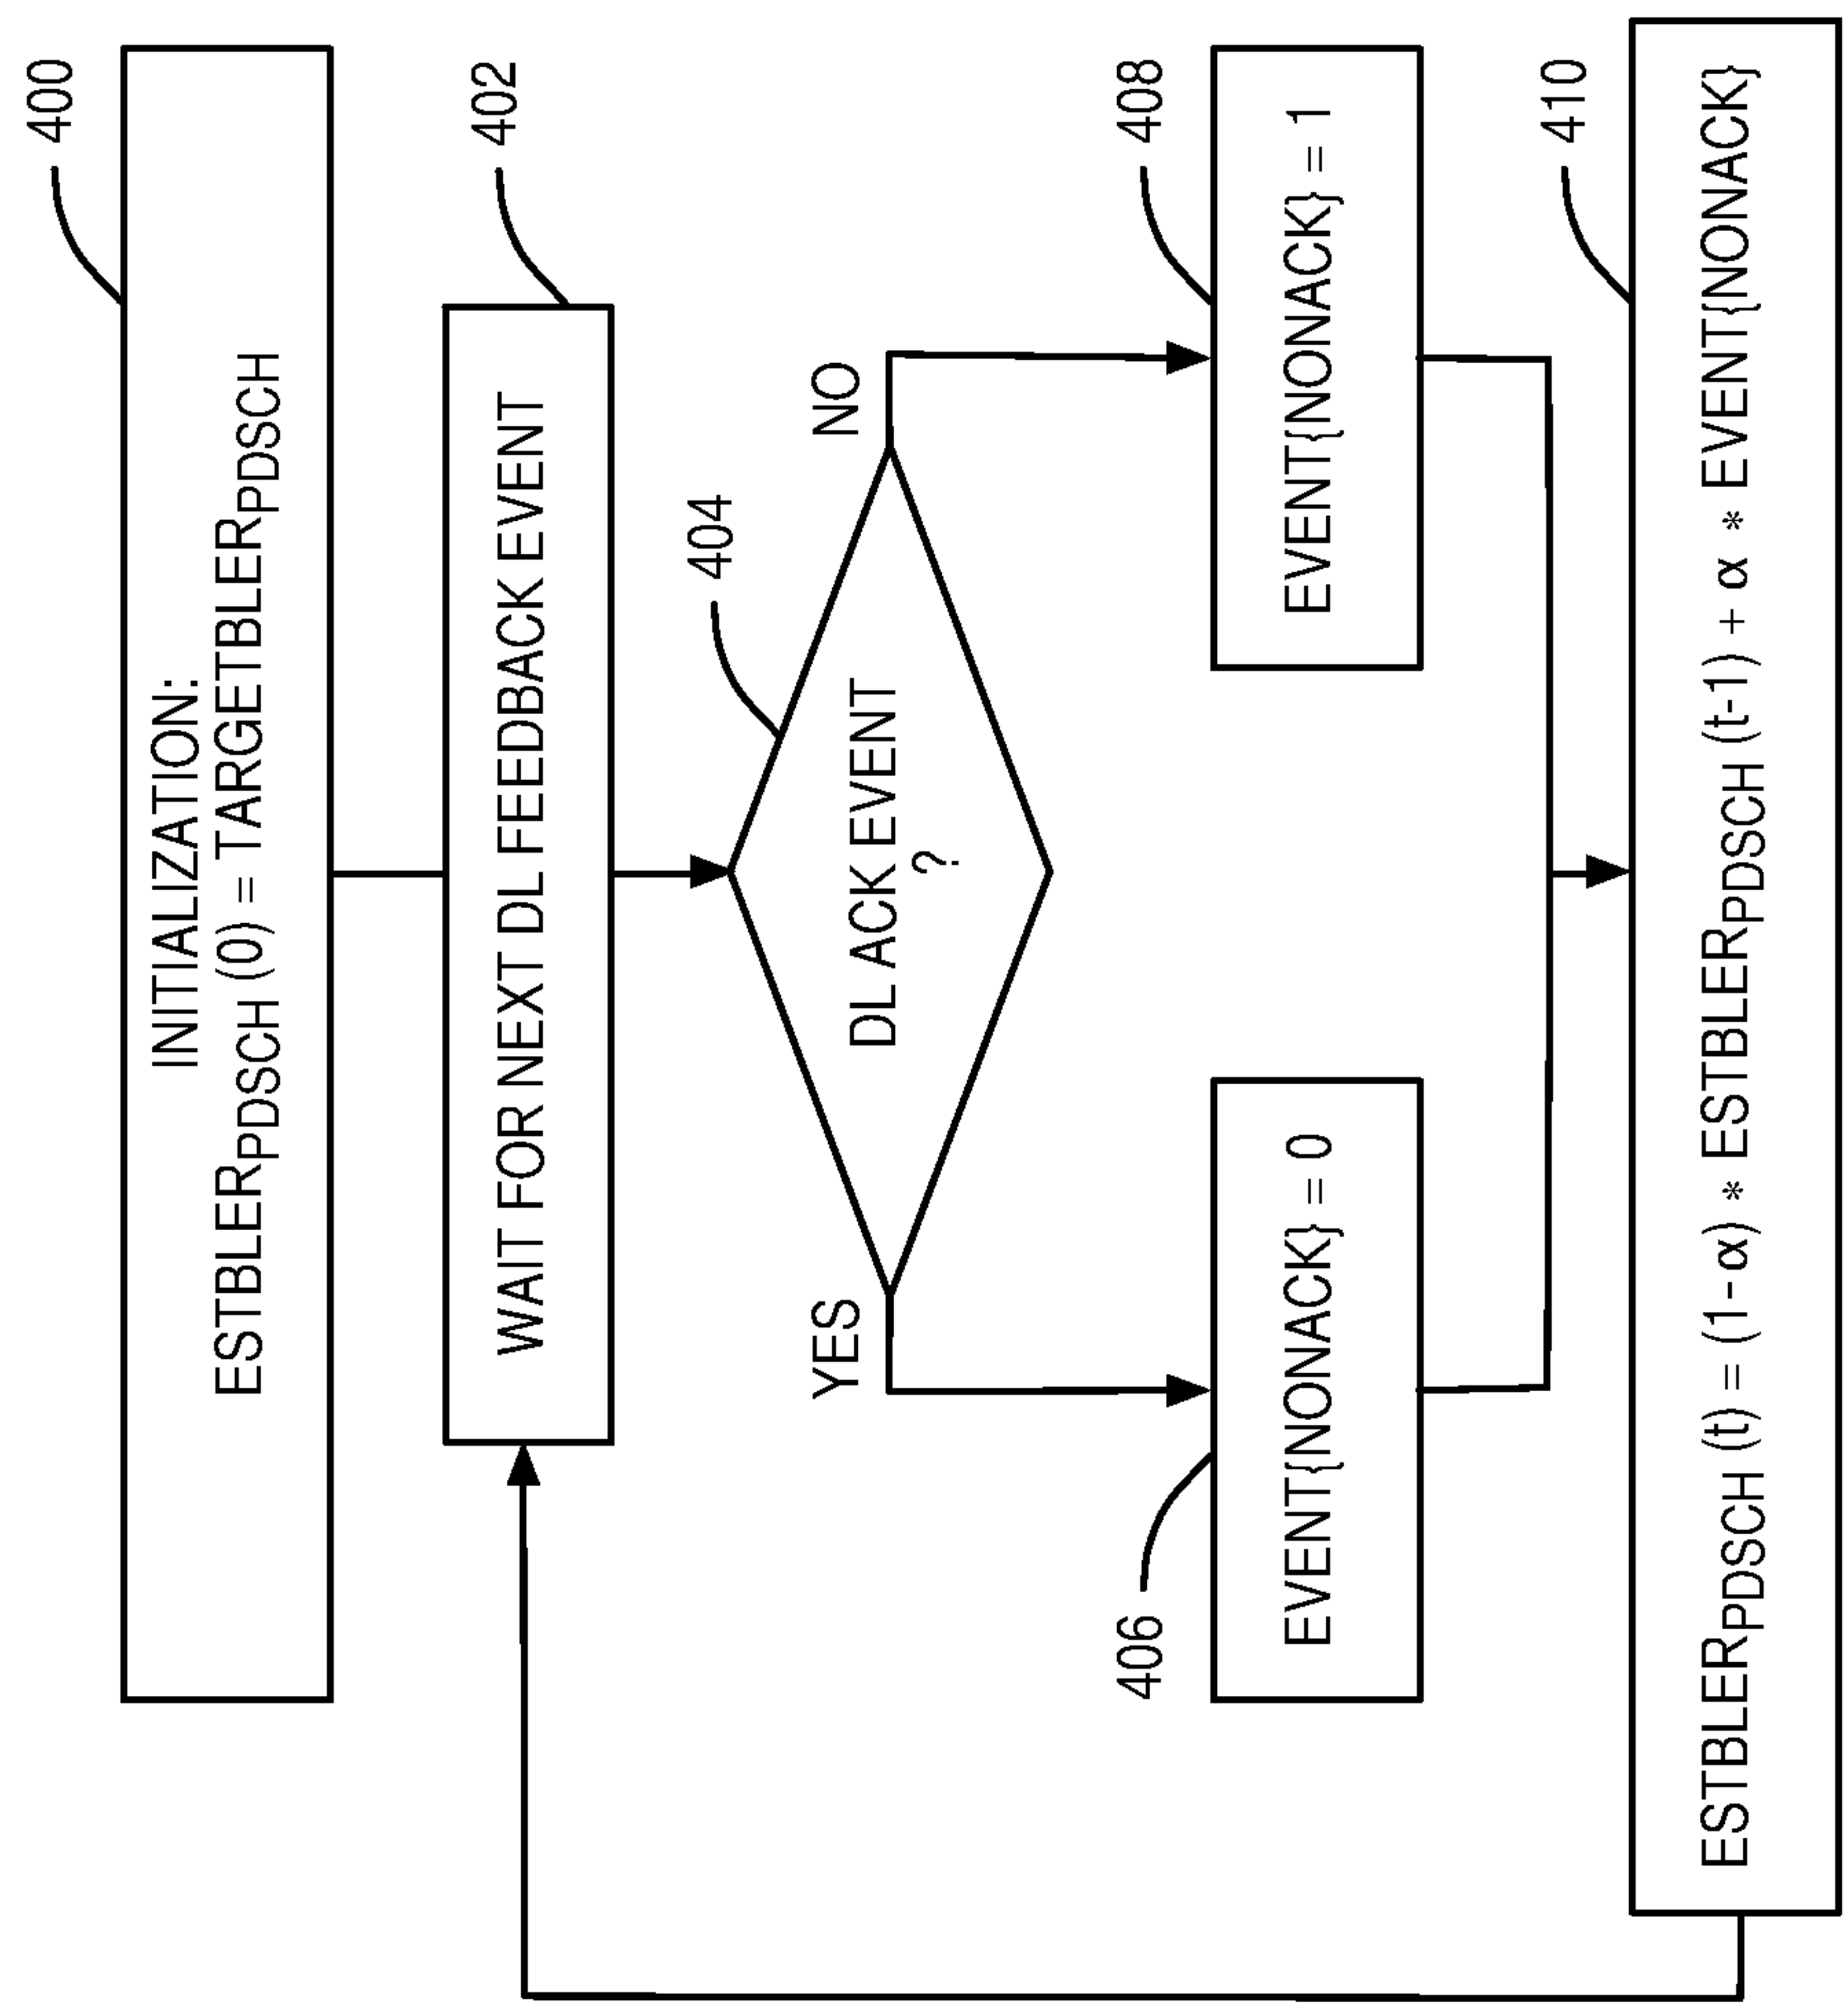 400
INITIALIZATION:
ESTBLERPDSCH (0) = TARGETBLERPDSCH
402
WAIT FOR NEXT DL FEEDBACK EVENT
404
DL ACK EVENT
?
YES
NO
406
EVENT{NONACK} = 0
408
EVENT{NONACK} = 1
410
ESTBLERPDSCH (t) = (1-α) * ESTBLERPDSCH (t-1) + α * EVENT{NONACK}